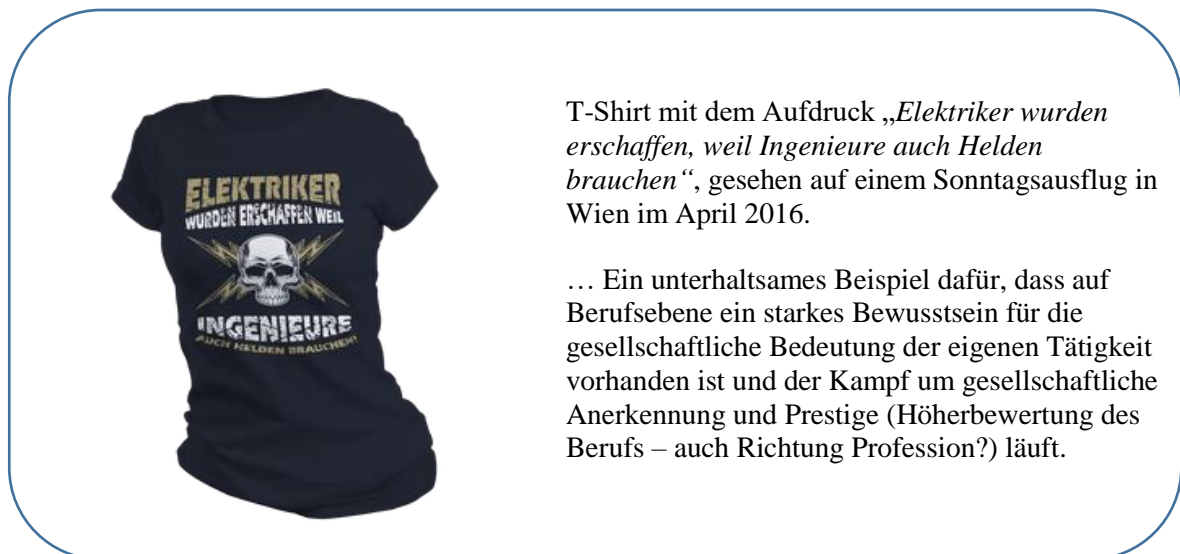 ELEKTRIKER
WURDEN ERSCHAFFEN WEIL
INGENIEURE
AUCH HELDEN BRAUCHEN!
T-Shirt mit dem Aufdruck „Elektriker wurden
erschaffen, weil Ingenieure auch Helden
brauchen“, gesehen auf einem Sonntagsausflug in
Wien im April 2016.
… Ein unterhaltsames Beispiel dafür, dass auf
Berufsebene ein starkes Bewusstsein für die
gesellschaftliche Bedeutung der eigenen Tätigkeit
vorhanden ist und der Kampf um gesellschaftliche
Anerkennung und Prestige (Höherbewertung des
Berufs – auch Richtung Profession?) läuft.